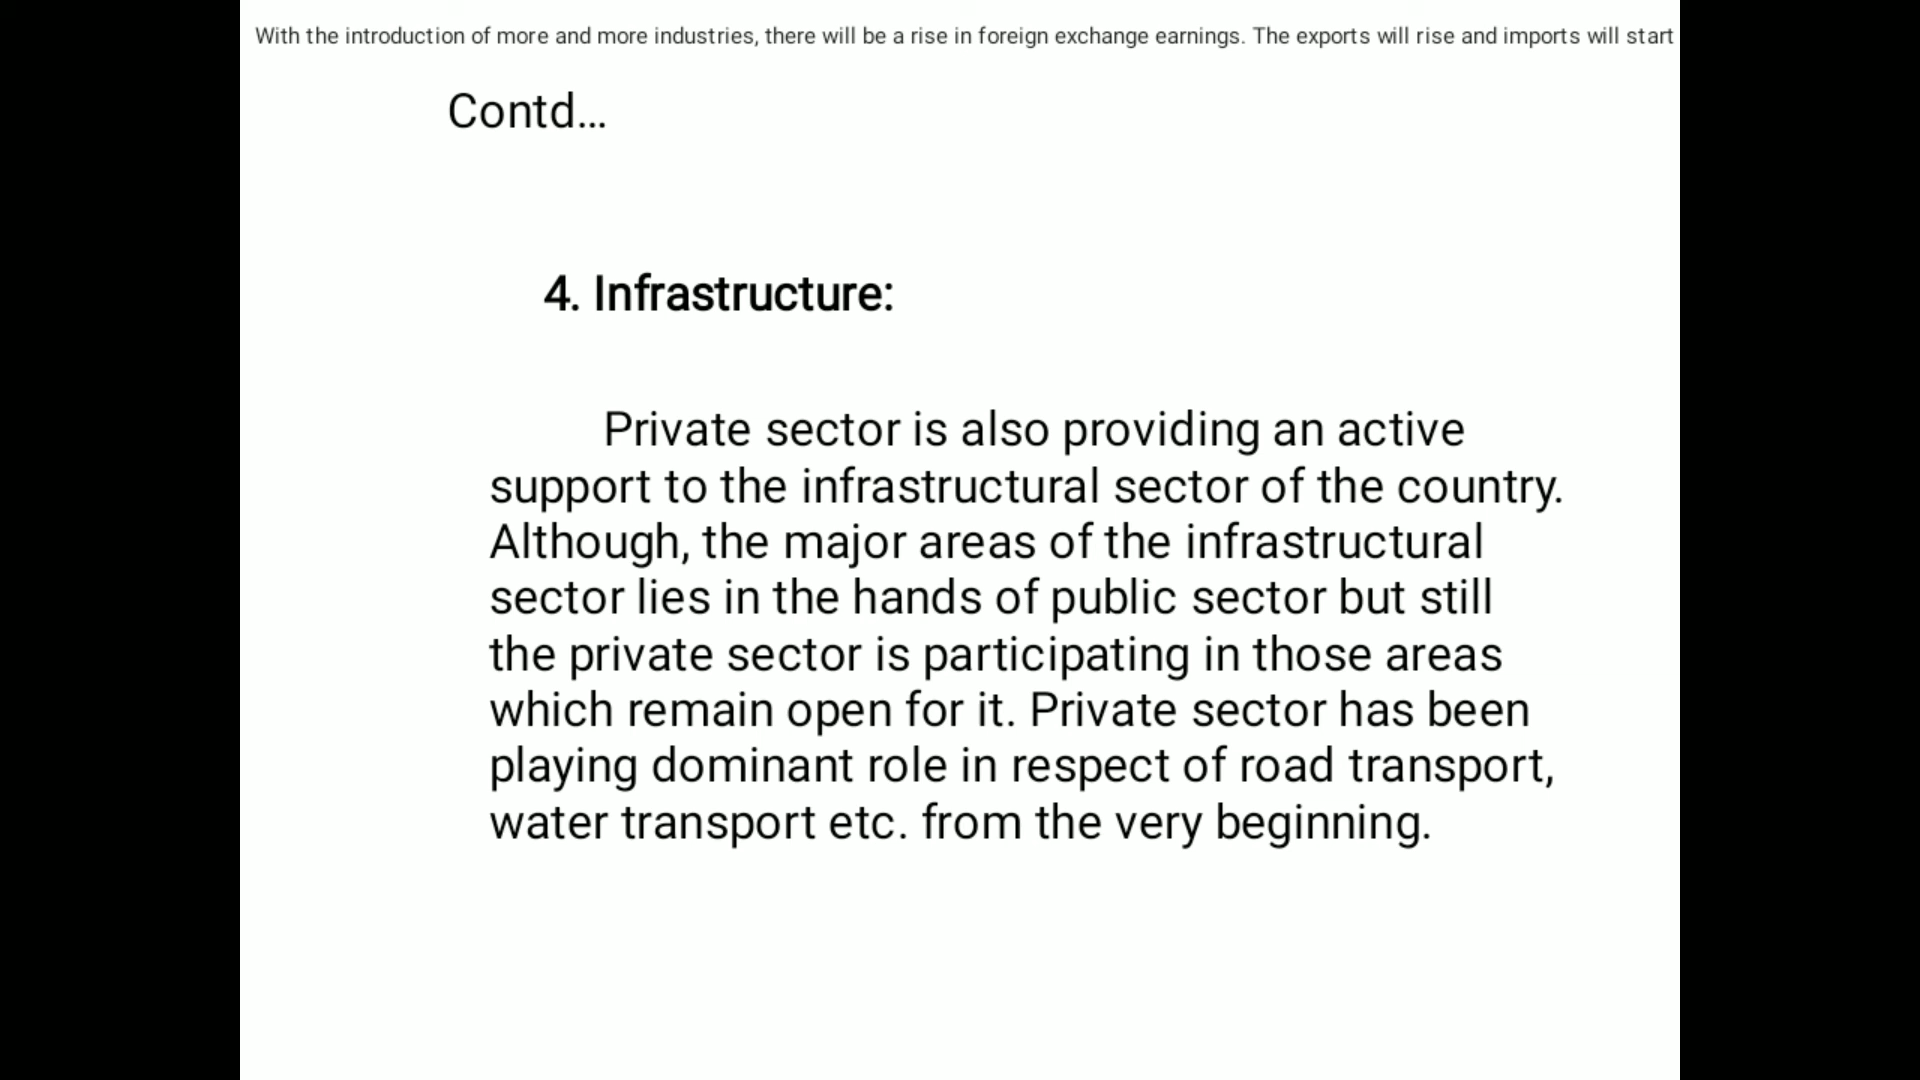 With the introduction of more and more industries, there will be a rise in foreign exchange earnings. The exports will rise and imports will start
Contd...
4. Infrastructure:
Private sector is also providing an active
support to the infrastructural sector of the country.
Although, the major areas of the infrastructural
sector lies in the hands of public sector but still
the private sector is participating in those areas
which remain open for it. Private sector has been
playing dominant role in respect of road transport,
water transport etc. from the very beginning.